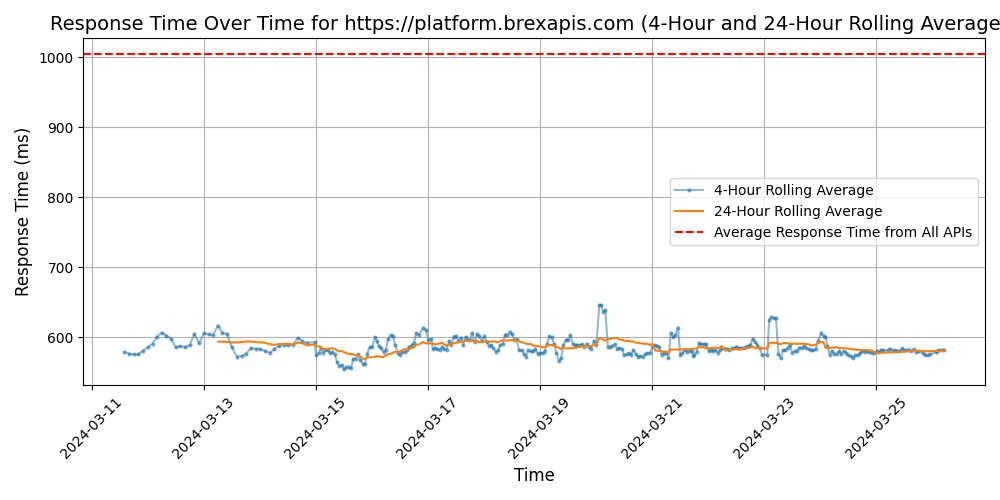 Response Time Over Time for https://platform.brexapis.com (4-Hour and 24-Hour Rolling Average
Response Time (ms)
1000
900
800
700
600
4-Hour Rolling Average
24-Hour Rolling Average
Average Response Time from All APIs
2024-03-11
2024-03-13
2024-03-15
2024-03-17
2024-03-19
2024-03-21
2024-03-23
2024-03-25
Time